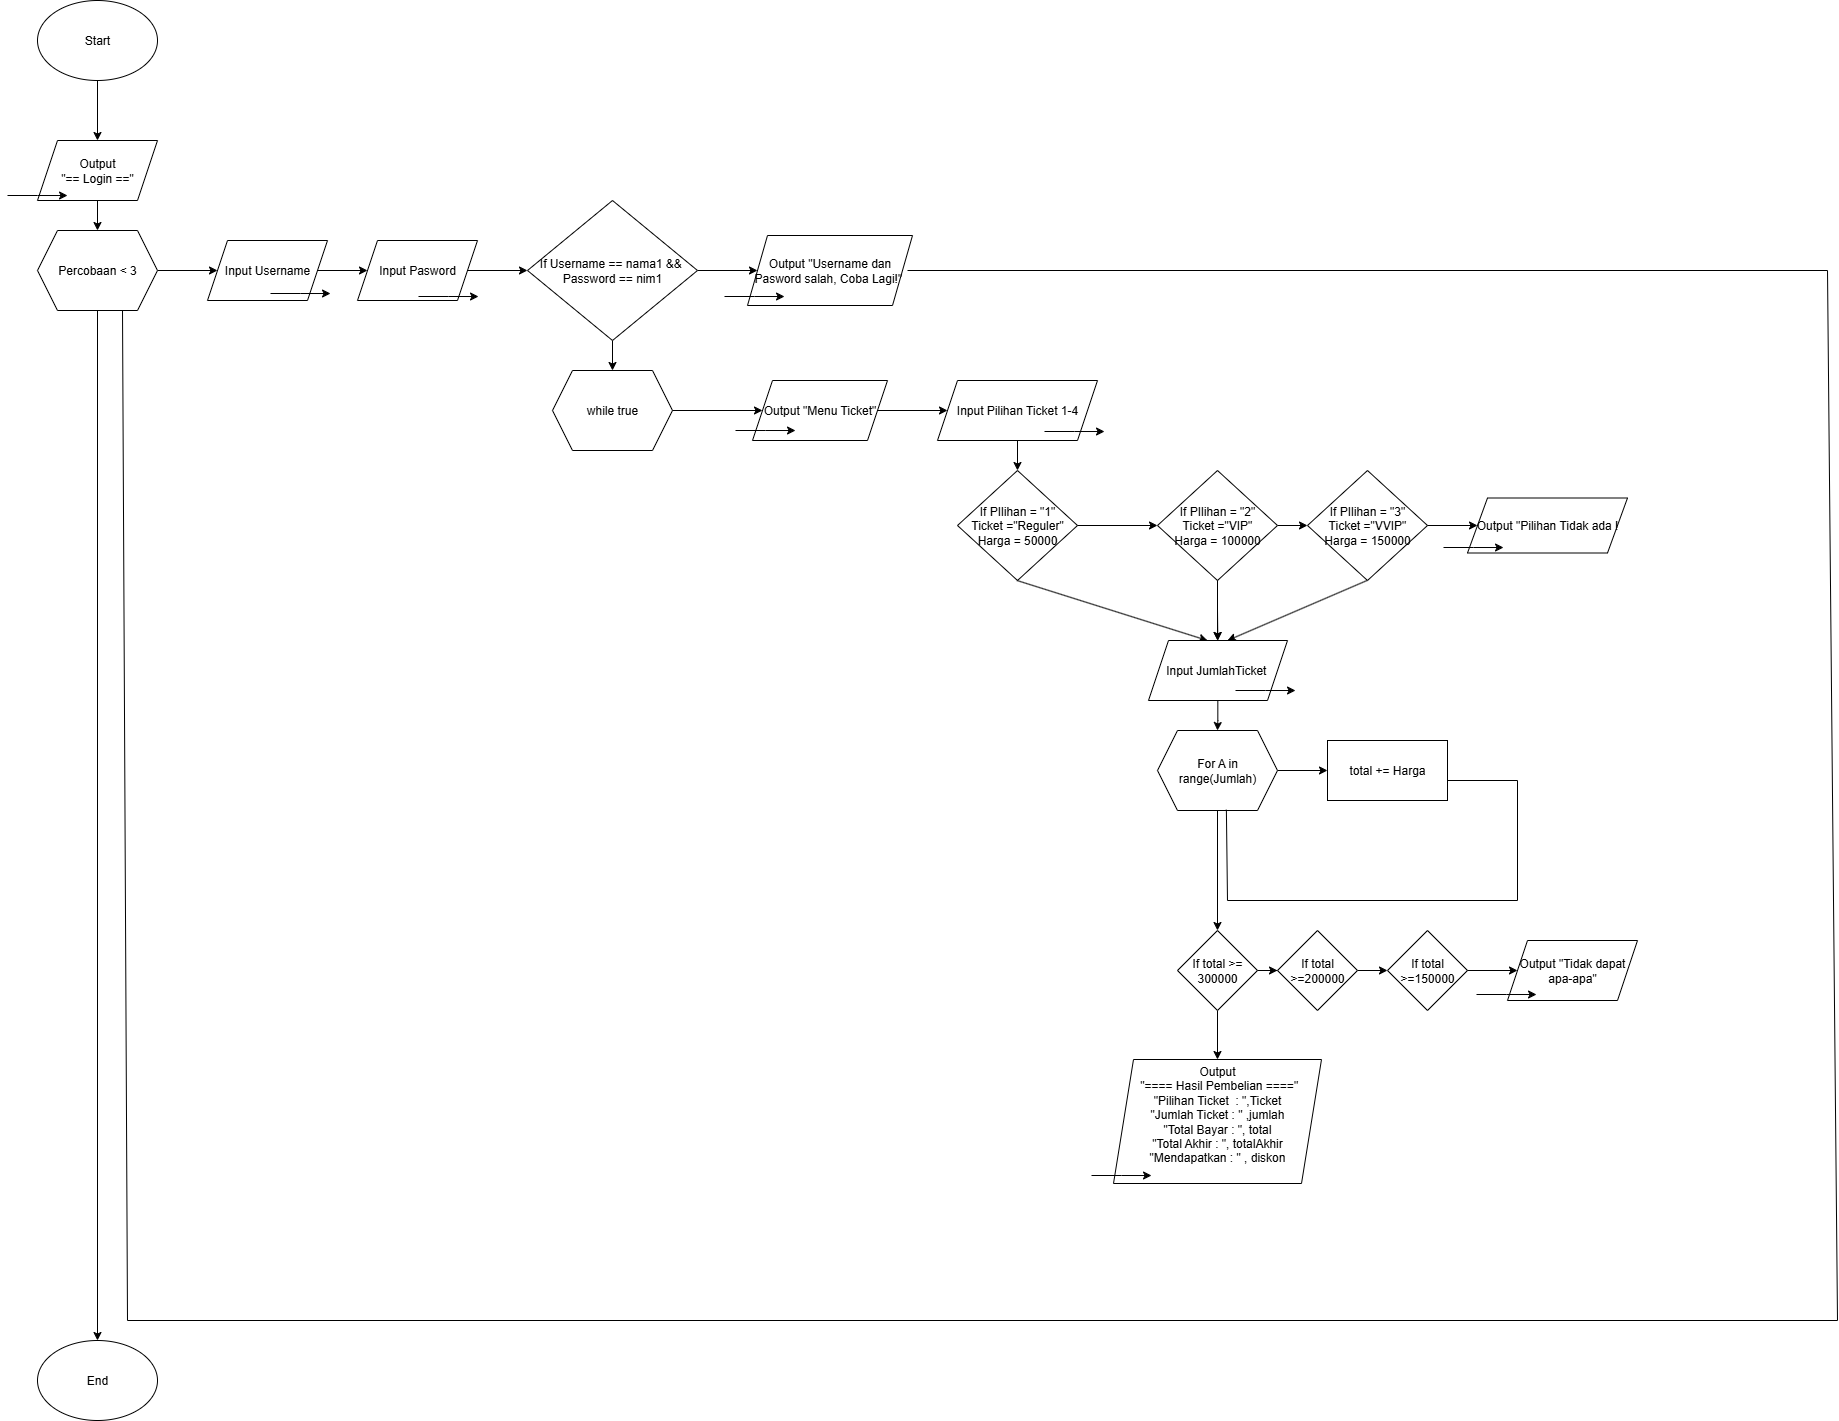 Start
Output
"== Login =="
Percobaan < 3
Input Username
Input Pasword
If Username == nama1 &&
Password == nim1
Output "Username dan
Pasword salah, Coba Lagi!"
while true
Output "Menu Ticket"
Input Pilihan Ticket 1-4
If PIlihan = "1"
Ticket ="Reguler"
Harga = 50000
If PIlihan = "2"
Ticket ="VIP"
Harga = 100000
If PIlihan = "3"
Ticket ="VVIP"
Harga = 150000
Output "Pilihan Tidak ada !
Input JumlahTicket
For A in
range(Jumlah)
total += Harga
If total >=
300000
If total
>=200000
If total
>=150000
Output "Tidak dapat
apa-apa"
Output
"==== Hasil Pembelian ===="
"Pilihan Ticket  : ",Ticket
"Jumlah Ticket : " ,jumlah
"Total Bayar : ", total
"Total Akhir : ", totalAkhir
"Mendapatkan : " , diskon
End